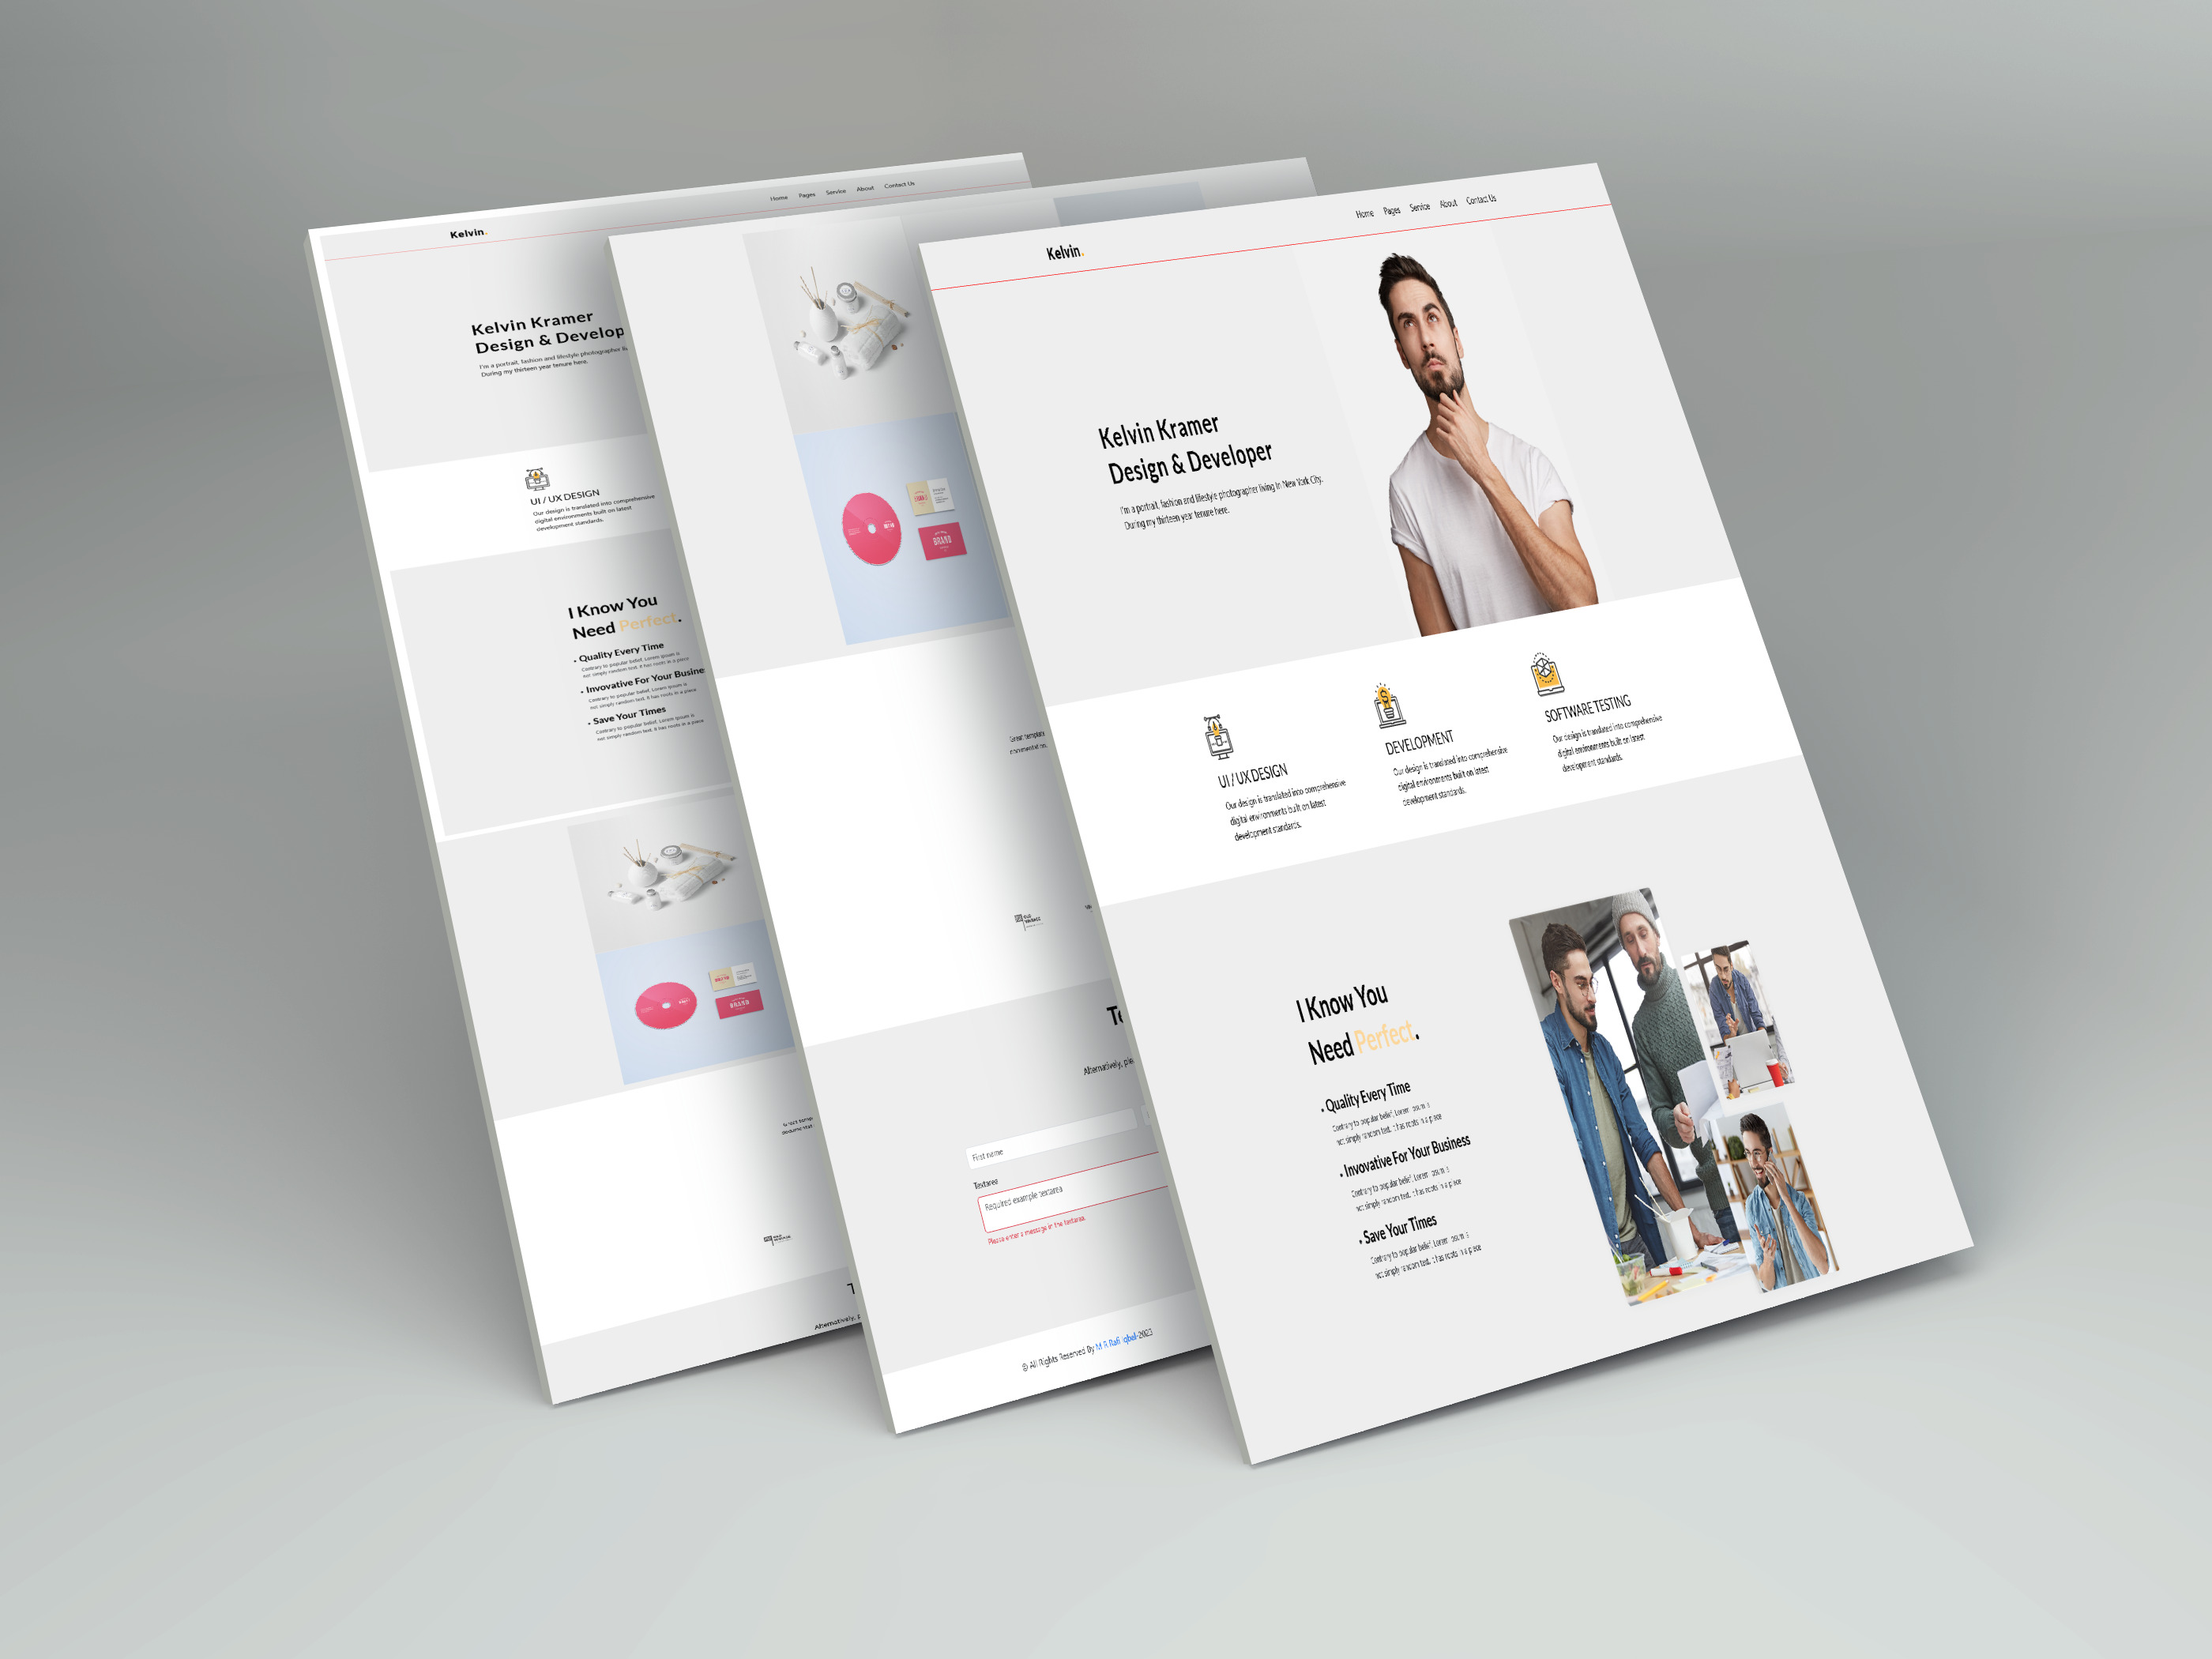 Home Pages Service About Contact Us
Kelvin.
Kelvin Kramer
Design & Develop
I'm a portrait, fashion and lifestyle photographer
During my thirteen year tenure here.
UI / UX DESIGN
Our design is translated into comprehensive
digital environments built on latest
development standards.
I Know You
Need Perfect.
• Quality Every Time
Contrary to popular belief, Lorem Ipsum is
not simply random text. It has roots in a piece
• Invovative For Your Busine
Contrary to popular belief, Lorem Ipsum is
not simply random text. It has roots in a piece
• Save Your Times
Contrary to popular belief, Lorem Ipsum is
not simply random text. It has roots in a piece
BRAND
Alternatively,
BRAND
Great template
documentation,
Alternatively, ple
First name
Textarea
Required example textarea
Please enter a message in the textarea.
© All Rights Reserved By M R Rafi Iqbal-2023
Home Pages Service About Contact Us
Kelvin.
Kelvin Kramer
Design & Developer
I'm a portrait, fashion and lifestyle photographer living in New York City.
During my thirteen year tenure here.
UI / UX DESIGN
Our design is translated into comprehensive
digital environments built on latest
development standards.
DEVELOPMENT
Our design is translated into comprehensive
digital environments built on latest
development standards.
SOFTWARE TESTING
Our design is translated into comprehensive
digital environments built on latest
development standards.
I Know You
Need Perfect.
• Quality Every Time
Contrary to popular belief, Lorem Ipsum is
not simply random text. It has roots in a piece
• Invovative For Your Business
Contrary to popular belief, Lorem Ipsum is
not simply random text. It has roots in a piece
• Save Your Times
Contrary to popular belief, Lorem Ipsum is
not simply random text. It has roots in a piece